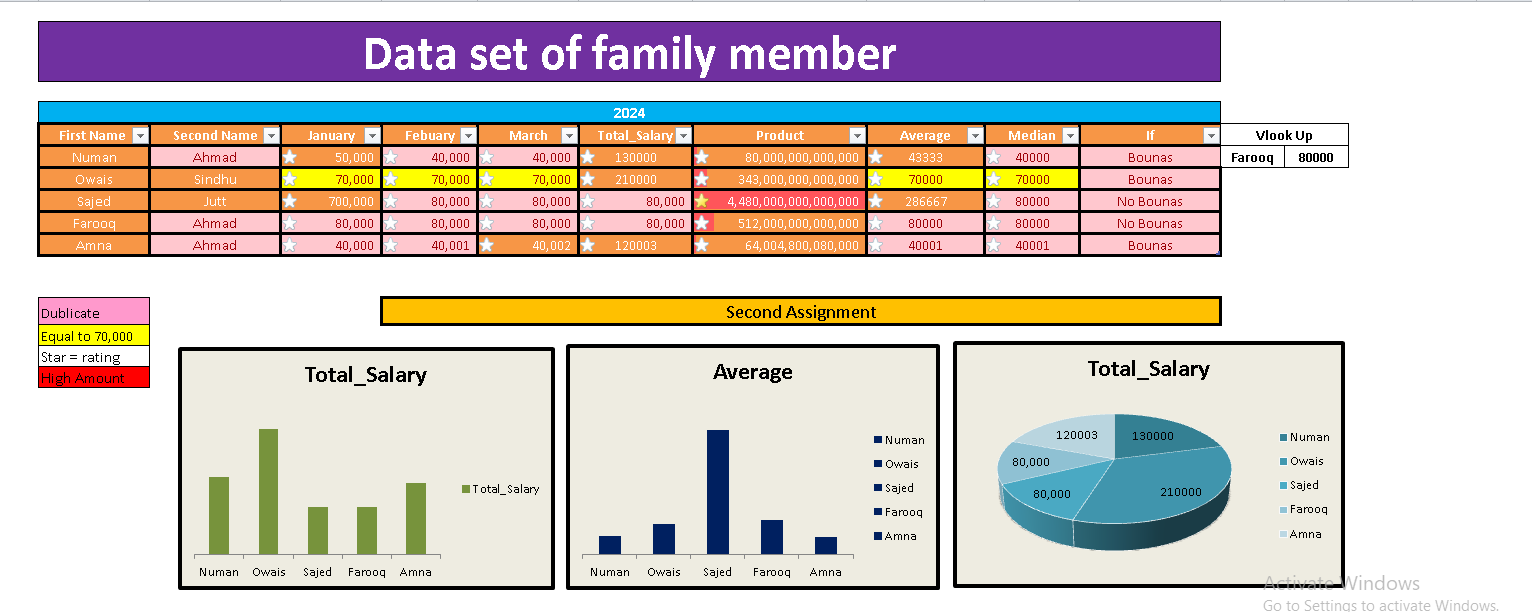 Data set of family member
2024
First Name Second Name January Febuary March Total_Salary Product Average Median If Vlook Up
Numan Ahmad 50,000 40,000 40,000 130000 80,000,000,000,000 43333 40000 Bounas Farooq 80000
Owais Sindhu 70,000 70,000 70,000 210000 343,000,000,000,000 70000 70000 Bounas
Sajed Jutt 700,000 80,000 80,000 80,000 4,480,000,000,000,000 286667 80000 No Bounas
Farooq Ahmad 80,000 80,000 80,000 80,000 512,000,000,000,000 80000 80000 No Bounas
Amna Ahmad 40,000 40,001 40,002 120003 64,004,800,080,000 40001 40001 Bounas
Dublicate
Equal to 70,000
Star = rating
High Amount
Second Assignment
Total_Salary
Total_Salary
Numan Owais Sajed Farooq Amna
Average
Numan
Owais
Sajed
Farooq
Amna
Numan Owais Sajed Farooq Amna
Total_Salary
120003 130000
80,000
80,000 210000
Numan
Owais
Sajed
Farooq
Amna
Activate Windows
Go to Settings to activate Windows.